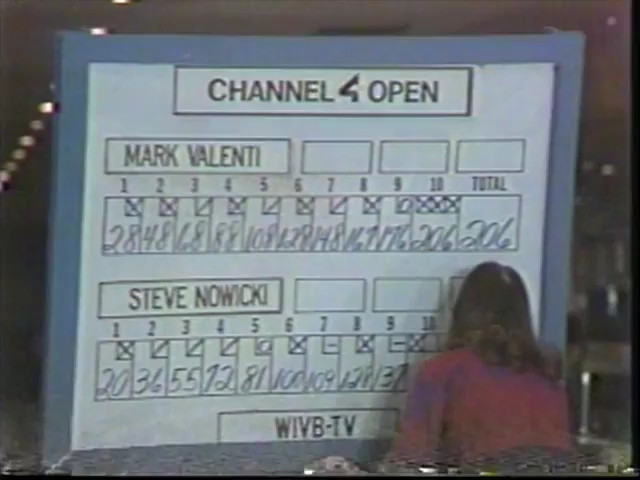 CHANNEL 4 OPEN
MARK VALENTI
1 2 3 4 5 6 7 8 9 10 TOTAL
28 48 68 88 108 128 148 167 176 206 206
STEVE NOWICKI
1 2 3 4 5 6 7 8 9 10
20 36 55 72 81 100 109 128 137
WIVB-TV